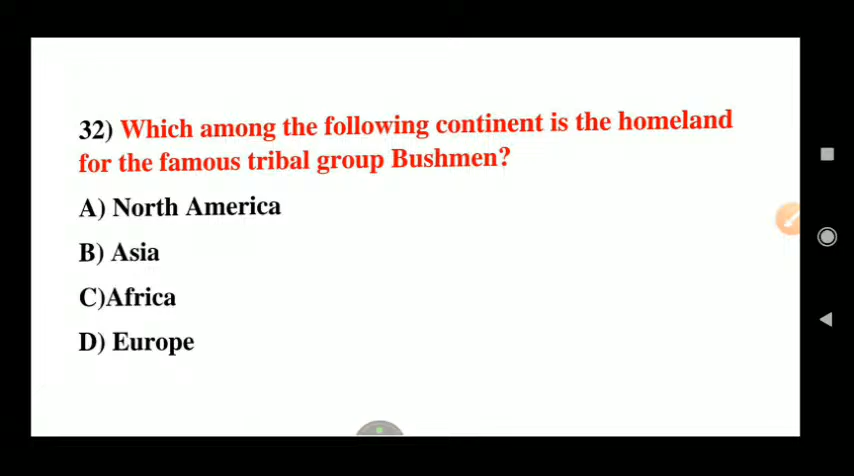 32) Which among the following continent is the homeland
for the famous tribal group Bushmen?
A) North America
B) Asia
C)Africa
D) Europe